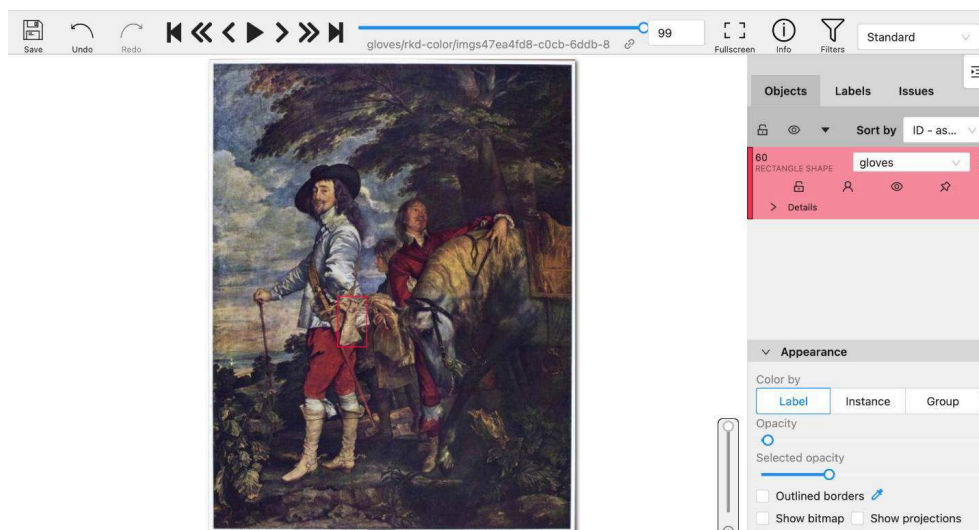 99
gloves/rkd-color/imgs47ea4fd8-c0cb-6ddb-8
Save
Undo
Redo
Fullscreen
Info
Filters
Standard
Objects
Labels
Issues
Sort by
ID - as...
60
RECTANGLE SHAPE
gloves
Details
Appearance
Color by
Label
Instance
Group
Opacity
Selected opacity
Outlined borders
Show bitmap
Show projections